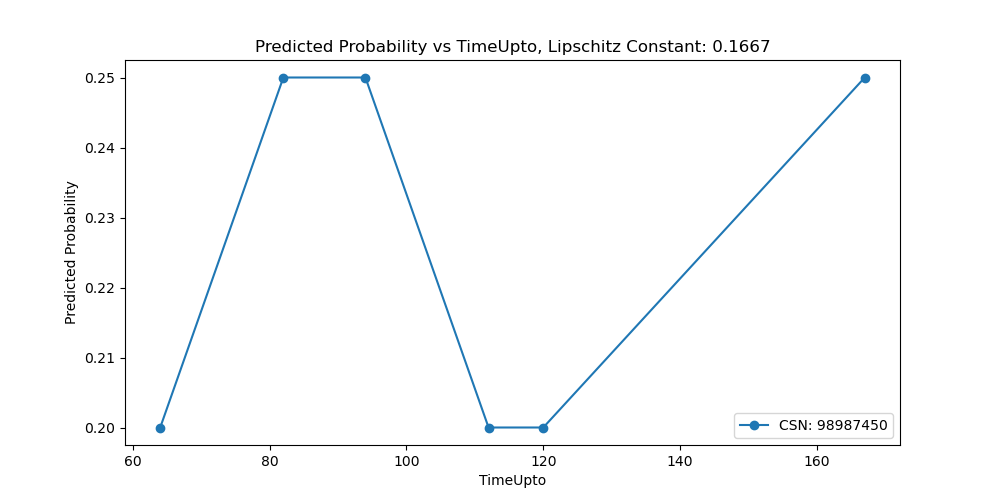 Predicted Probability vs TimeUpto, Lipschitz Constant: 0.1667
Predicted Probability
0.25
0.24
0.23
0.22
0.21
0.20
60 80 100 120 140 160
TimeUpto
CSN: 98987450